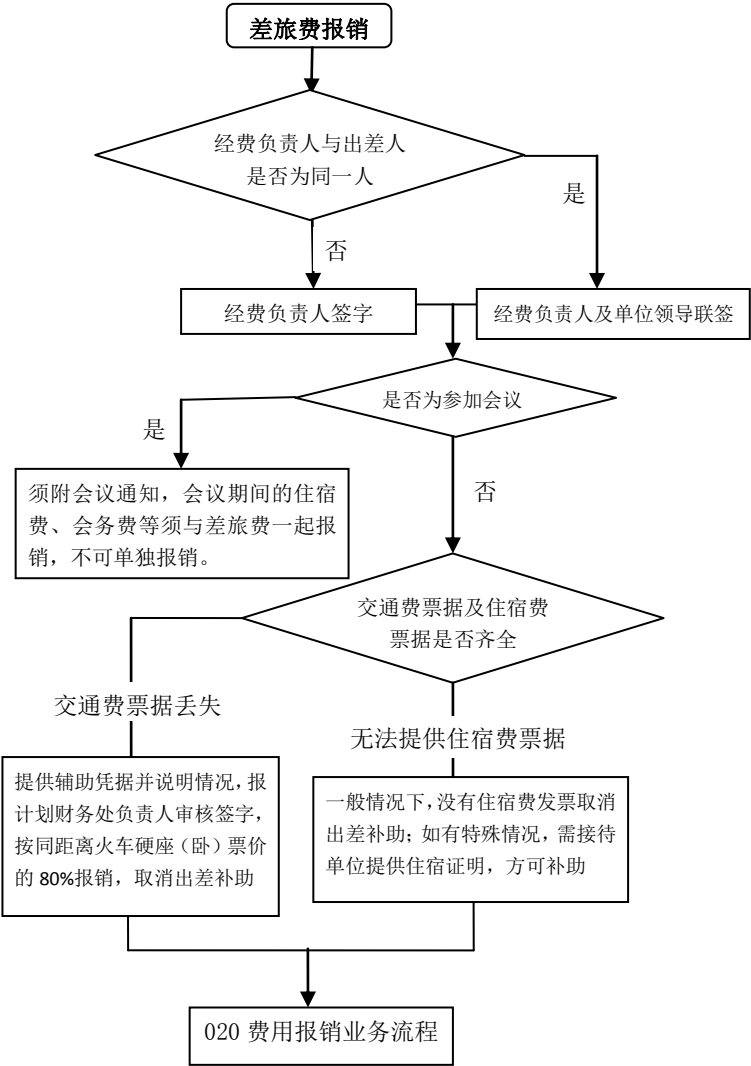 差旅费报销
经费负责人与出差人
是否为同一人
是
否
经费负责人签字
经费负责人及单位领导联签
是否为参加会议
是
否
须附会议通知，会议期间的住宿
费、会务费等须与差旅费一起报
销，不可单独报销。
交通费票据及住宿费
票据是否齐全
交通费票据丢失
无法提供住宿费票据
提供辅助凭据并说明情况，报
计划财务处负责人审核签字，
按同距离火车硬座（卧）票价
的 80%报销，取消出差补助
一般情况下，没有住宿费发票取消
出差补助；如有特殊情况，需接待
单位提供住宿证明，方可补助
020 费用报销业务流程